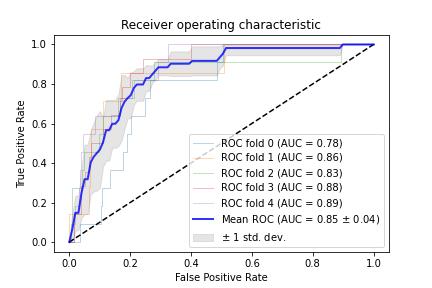 Receiver operating characteristic
True Positive Rate
1.0
0.8
0.6
0.4
0.2
0.0
ROC fold 0 (AUC = 0.78)
ROC fold 1 (AUC = 0.86)
ROC fold 2 (AUC = 0.83)
ROC fold 3 (AUC = 0.88)
ROC fold 4 (AUC = 0.89)
Mean ROC (AUC = 0.85 ± 0.04)
± 1 std. dev.
0.0 0.2 0.4 0.6 0.8 1.0
False Positive Rate